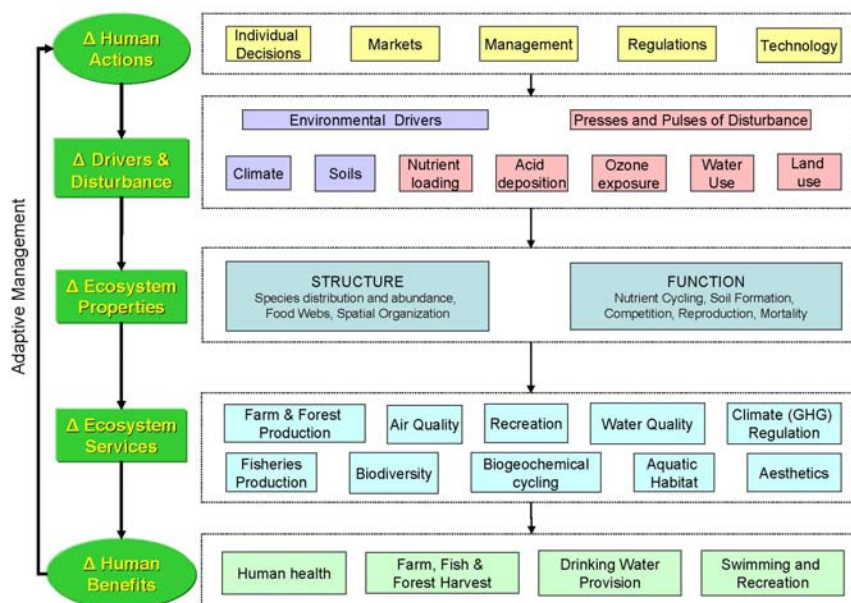 Adaptive Management
Δ Human
Actions
Individual
Decisions
Markets
Management
Regulations
Technology
Δ Drivers &
Disturbance
Environmental Drivers
Presses and Pulses of Disturbance
Climate
Soils
Nutrient
loading
Acid
deposition
Ozone
exposure
Water
Use
Land
use
Δ Ecosystem
Properties
STRUCTURE
Species distribution and abundance,
Food Webs, Spatial Organization
FUNCTION
Nutrient Cycling, Soil Formation,
Competition, Reproduction, Mortality
Δ Ecosystem
Services
Farm & Forest
Production
Air Quality
Recreation
Water Quality
Climate (GHG)
Regulation
Fisheries
Production
Biodiversity
Biogeochemical
cycling
Aquatic
Habitat
Aesthetics
Δ Human
Benefits
Human health
Farm, Fish &
Forest Harvest
Drinking Water
Provision
Swimming and
Recreation